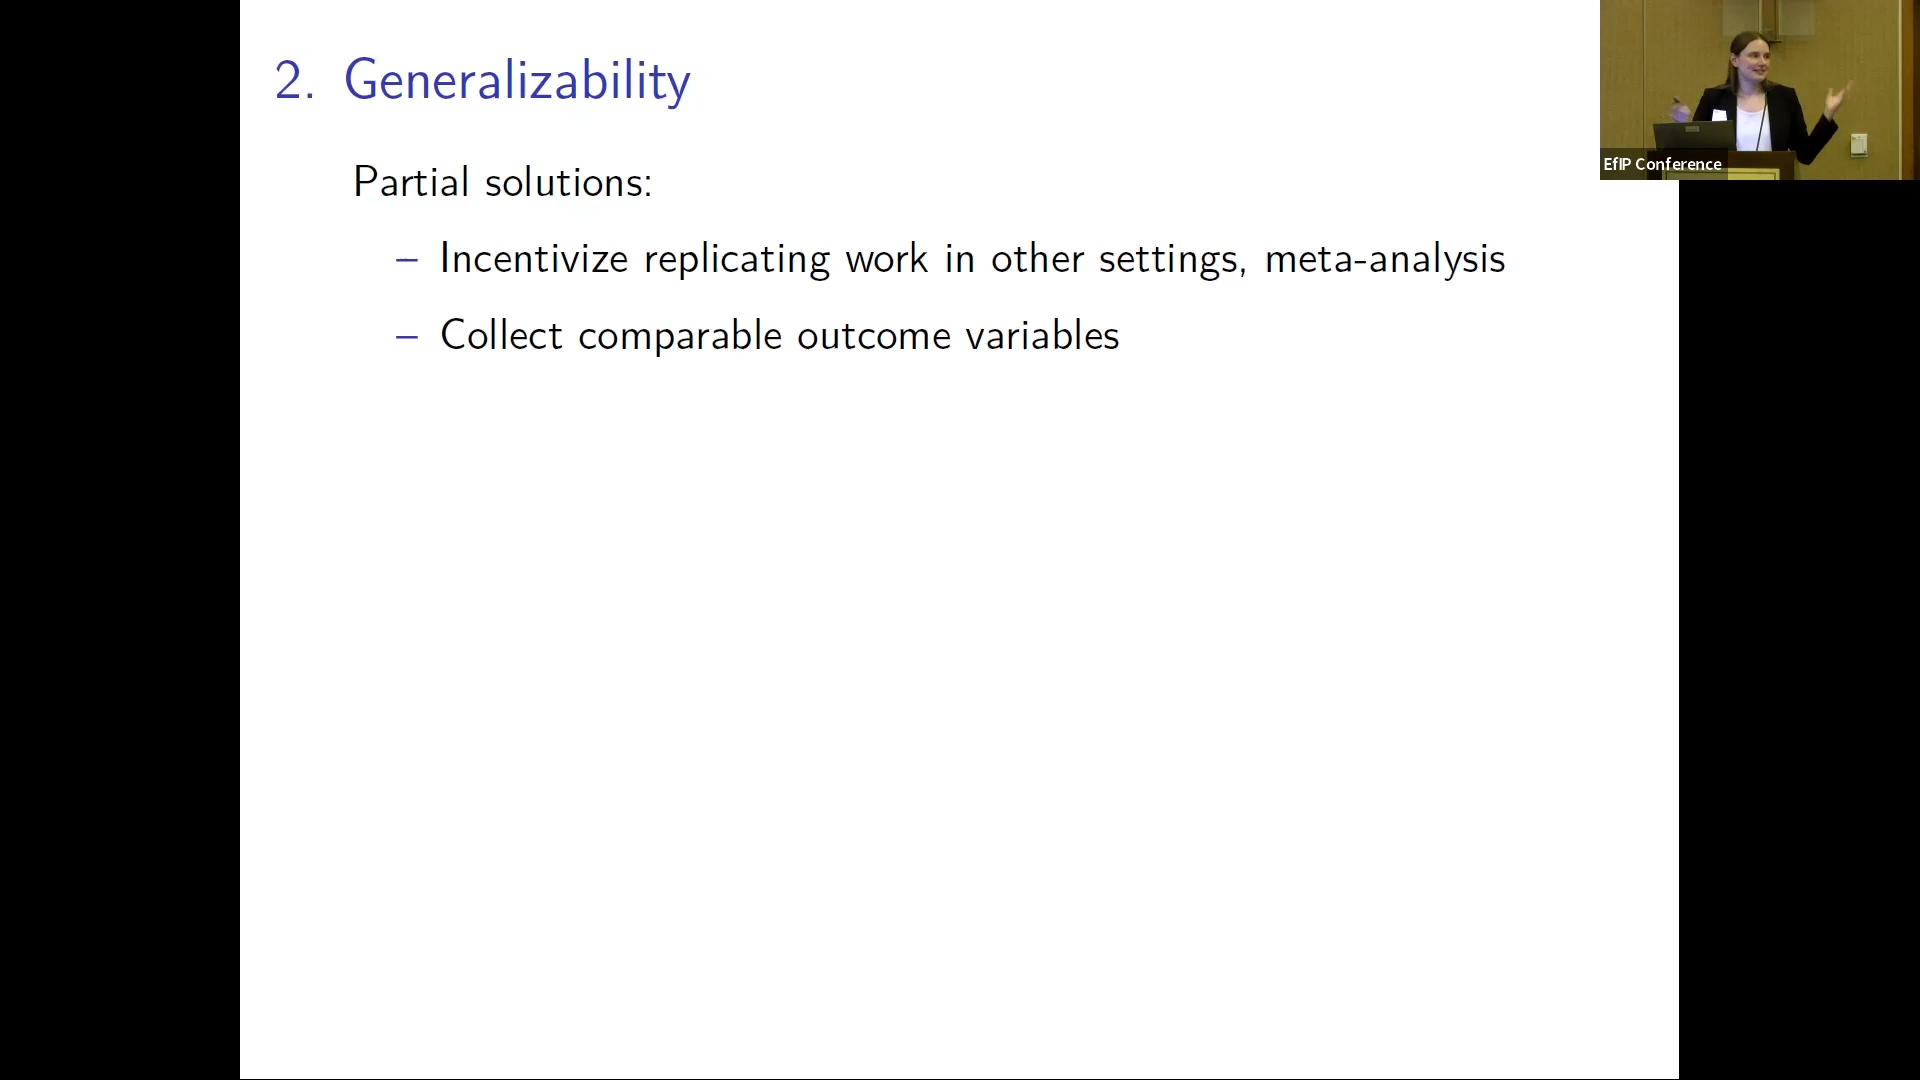 2. Generalizability
Partial solutions:
– Incentivize replicating work in other settings, meta-analysis
– Collect comparable outcome variables
EfIP Conference